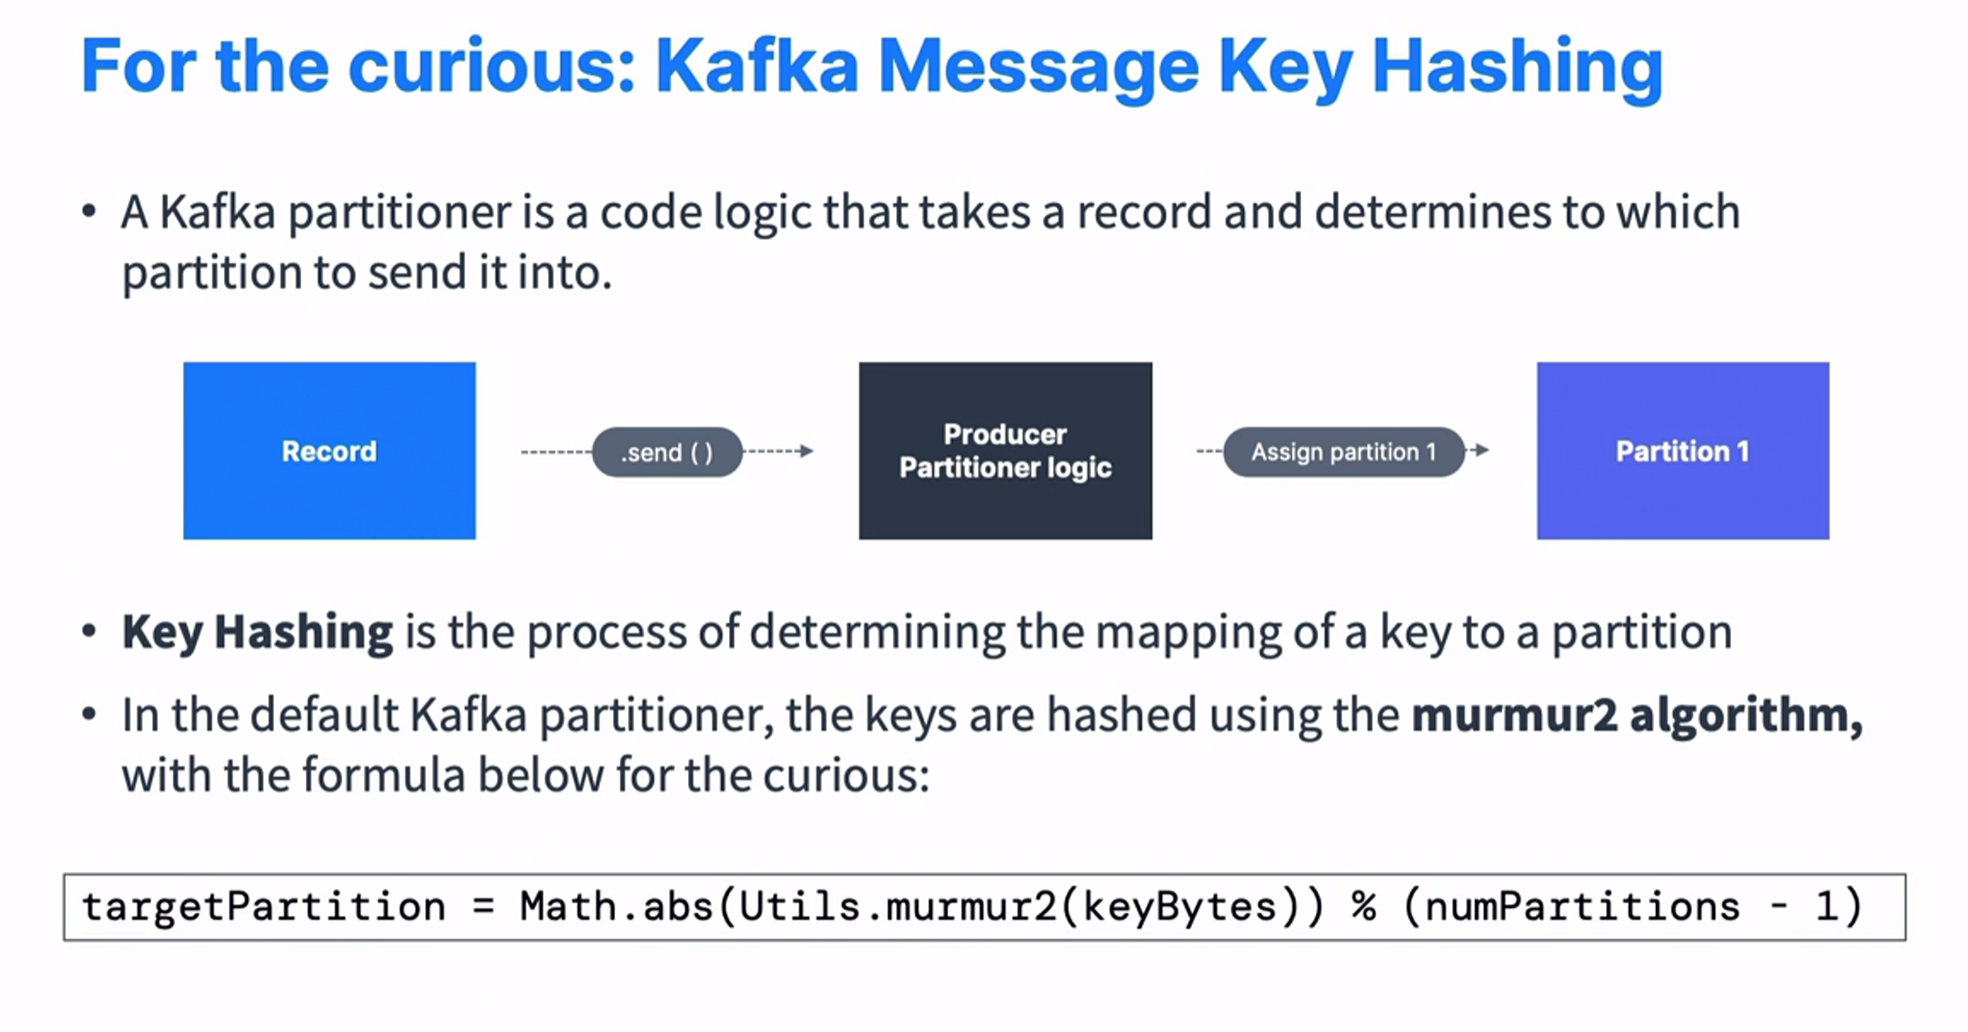 For the curious: Kafka Message Key Hashing
• A Kafka partitioner is a code logic that takes a record and determines to which
partition to send it into.
Record
.send ( )
Producer
Partitioner logic
Assign partition 1
Partition 1
• Key Hashing is the process of determining the mapping of a key to a partition
• In the default Kafka partitioner, the keys are hashed using the murmur2 algorithm,
with the formula below for the curious:
targetPartition = Math.abs(Utils.murmur2(keyBytes)) % (numPartitions - 1)